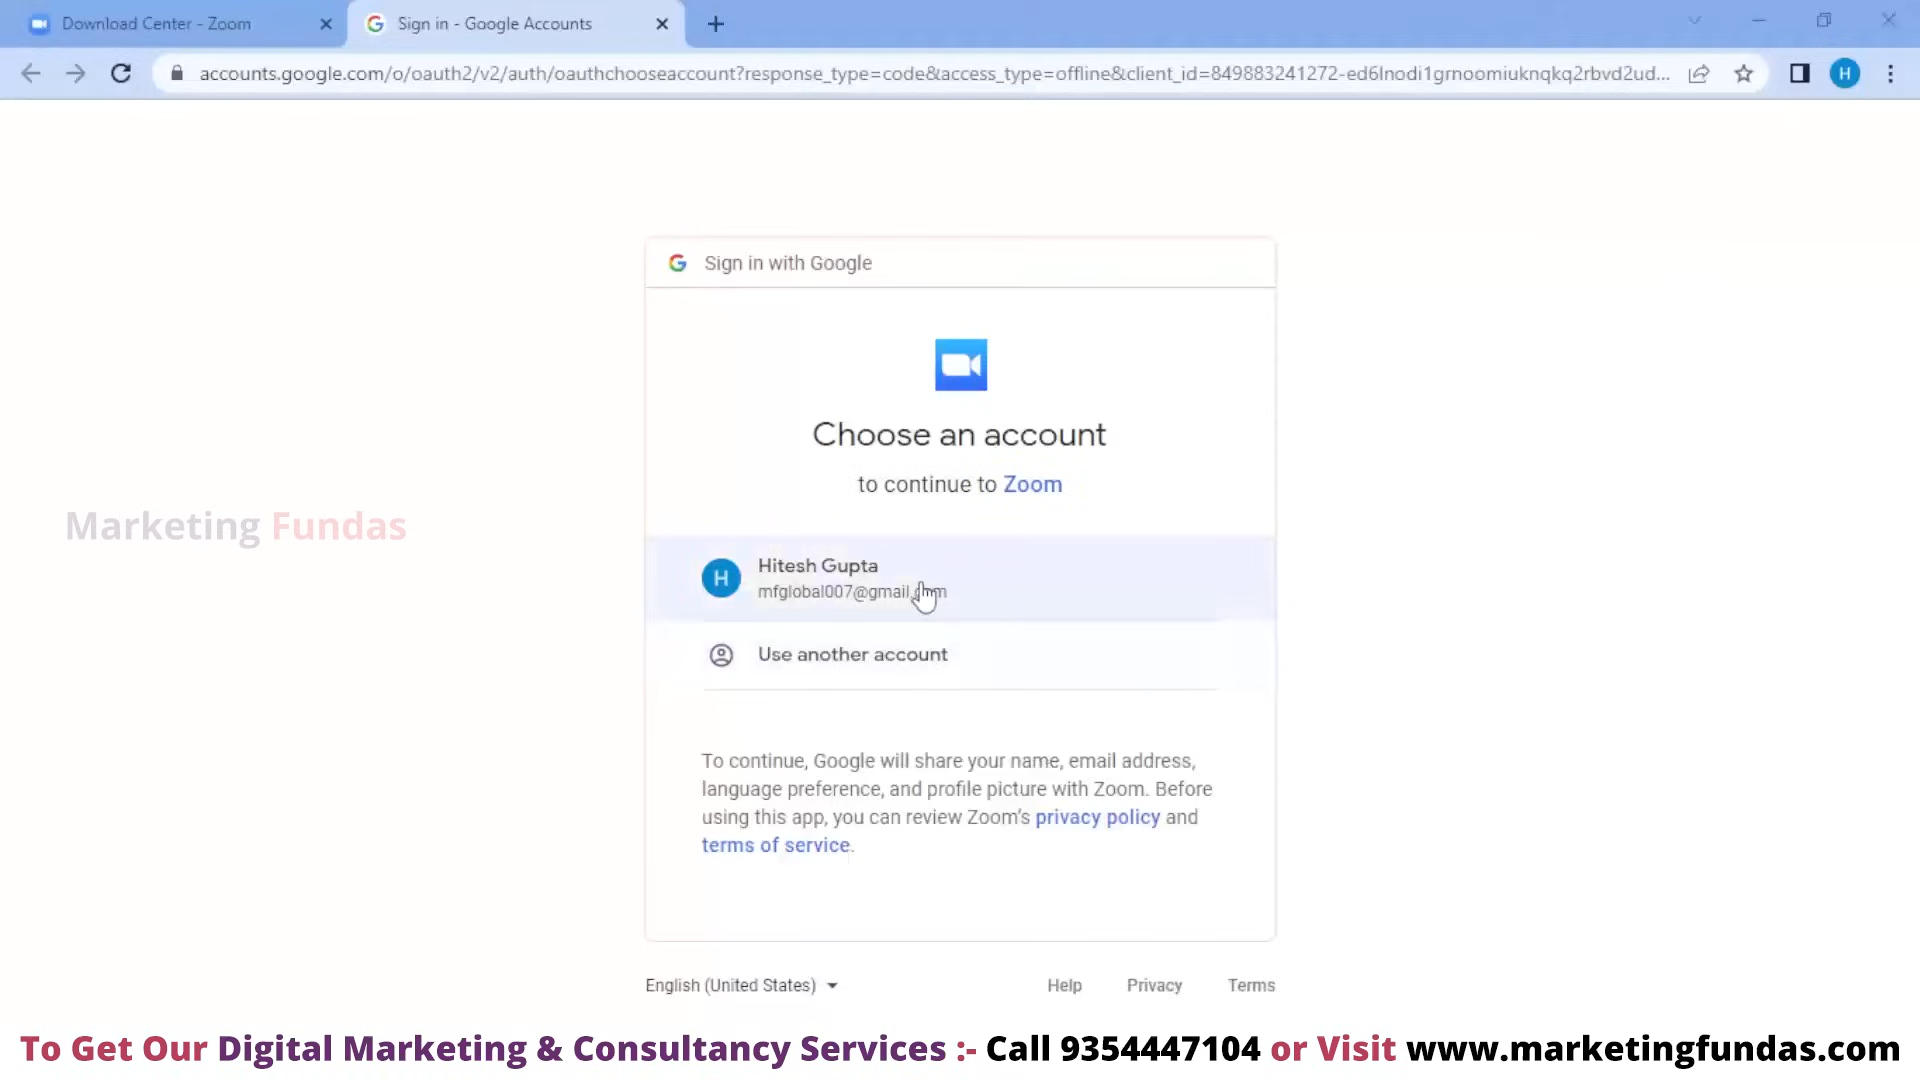 Download Center - Zoom
Sign in - Google Accounts
accounts.google.com/o/oauth2/v2/auth/oauthchooseaccount?response_type=code&access_type=offline&client_id=849883241272-ed6lnodi1grnoomiuknqkq2rbvd2ud...
H
Sign in with Google
Choose an account
to continue to Zoom
Marketing Fundas
H
Hitesh Gupta
mfglobal007@gmail.com
Use another account
To continue, Google will share your name, email address,
language preference, and profile picture with Zoom. Before
using this app, you can review Zoom's privacy policy and
terms of service.
English (United States)
Help
Privacy
Terms
To Get Our Digital Marketing & Consultancy Services :- Call 9354447104 or Visit www.marketingfundas.com